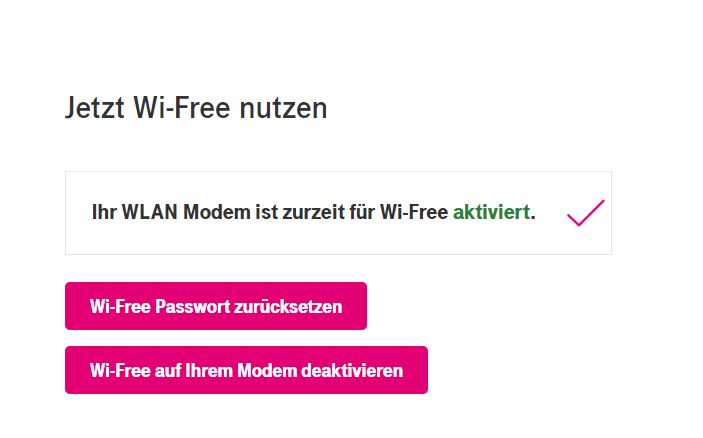 Jetzt Wi-Free nutzen
Ihr WLAN Modem ist zurzeit für Wi-Free aktiviert.
Wi-Free Passwort zurücksetzen
Wi-Free auf Ihrem Modem deaktivieren